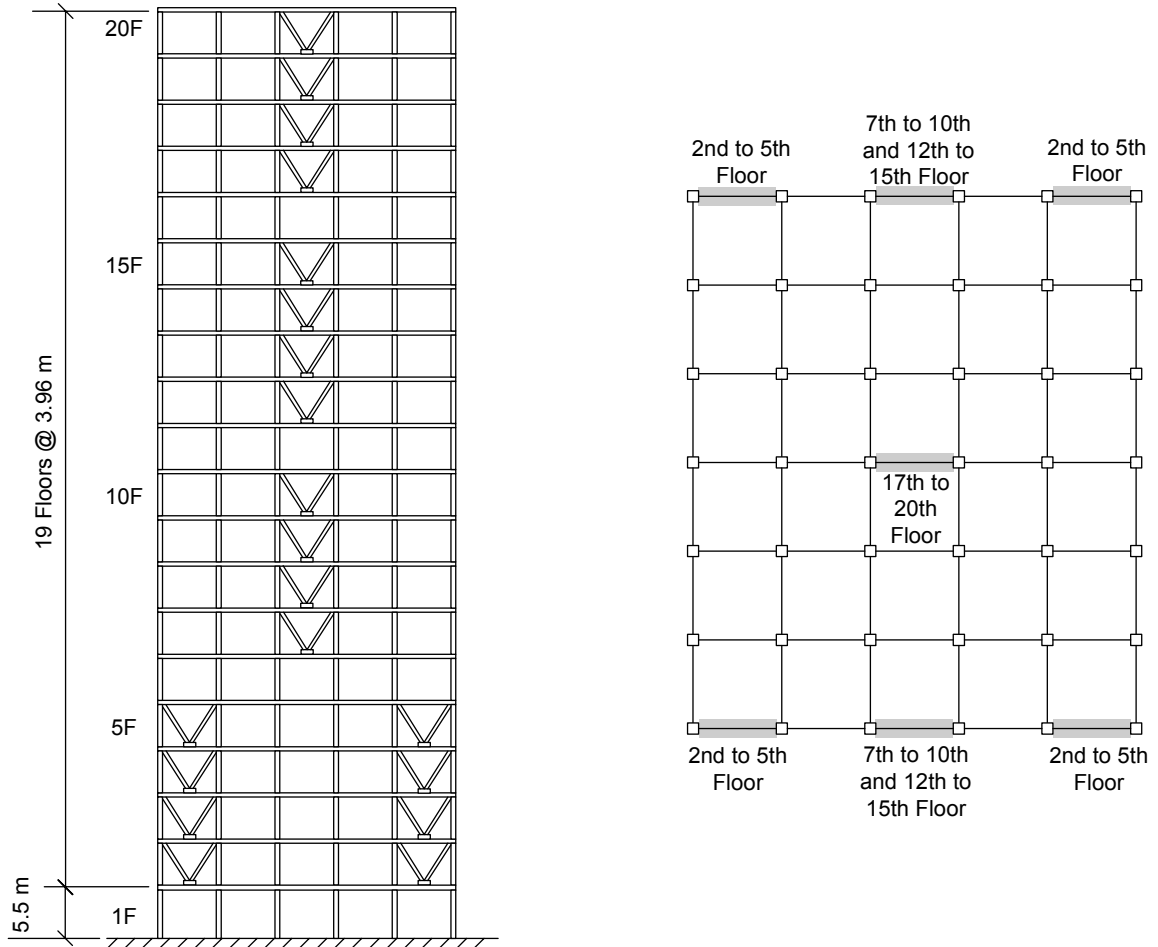 20F
15F
10F
5F
1F
19 Floors @ 3.96 m
5.5 m
2nd to 5th
Floor
7th to 10th
and 12th to
15th Floor
2nd to 5th
Floor
17th to
20th
Floor
2nd to 5th
Floor
7th to 10th
and 12th to
15th Floor
2nd to 5th
Floor